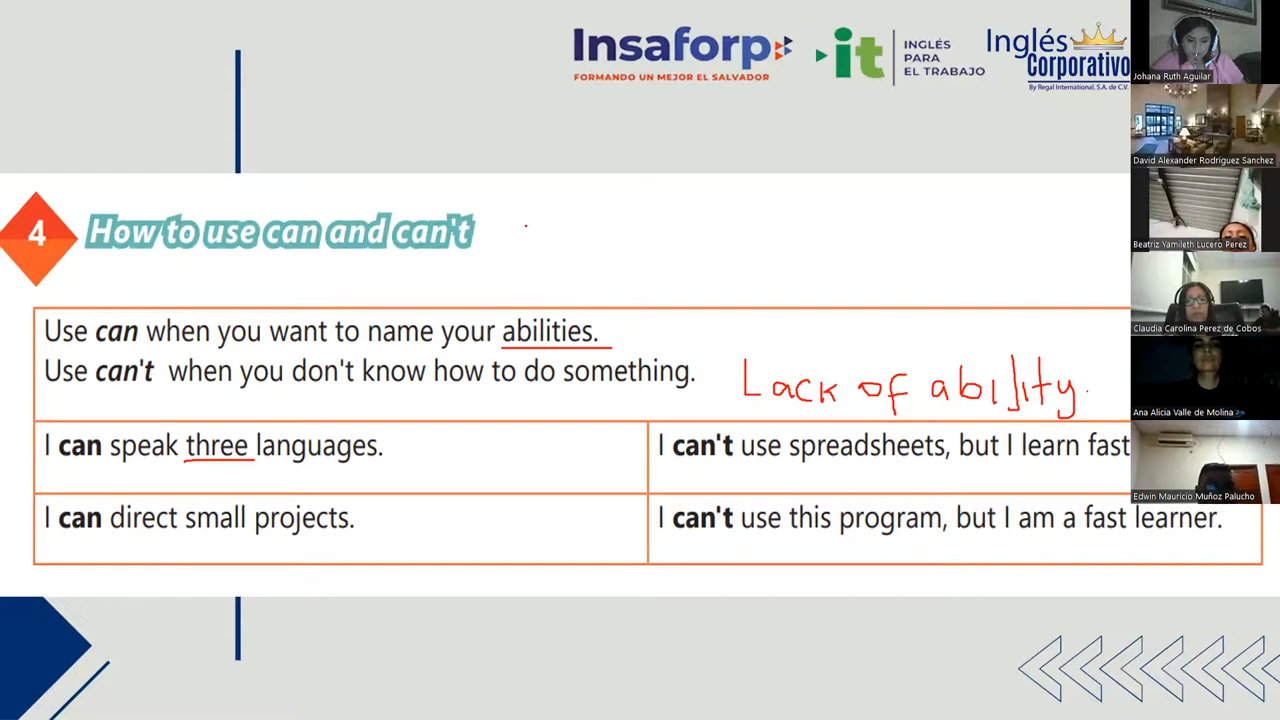 Insaforp
FORMANDO UN MEJOR EL SALVADOR
it
INGLÉS
PARA
EL TRABAJO
Inglés
Corporativo
By Regal International, S.A. de C.V.
Johana Ruth Aguilar
David Alexander Rodriguez Sanchez
Beatriz Yamileth Lucero Perez
Claudia Carolina Perez de Cobos
Ana Alicia Valle de Molina
Edwin Mauricio Muñoz Palucho
4
How to use can and can't
Use can when you want to name your abilities.
Use can't when you don't know how to do something.
Lack of ability.
I can speak three languages.
I can't use spreadsheets, but I learn fast
I can direct small projects.
I can't use this program, but I am a fast learner.